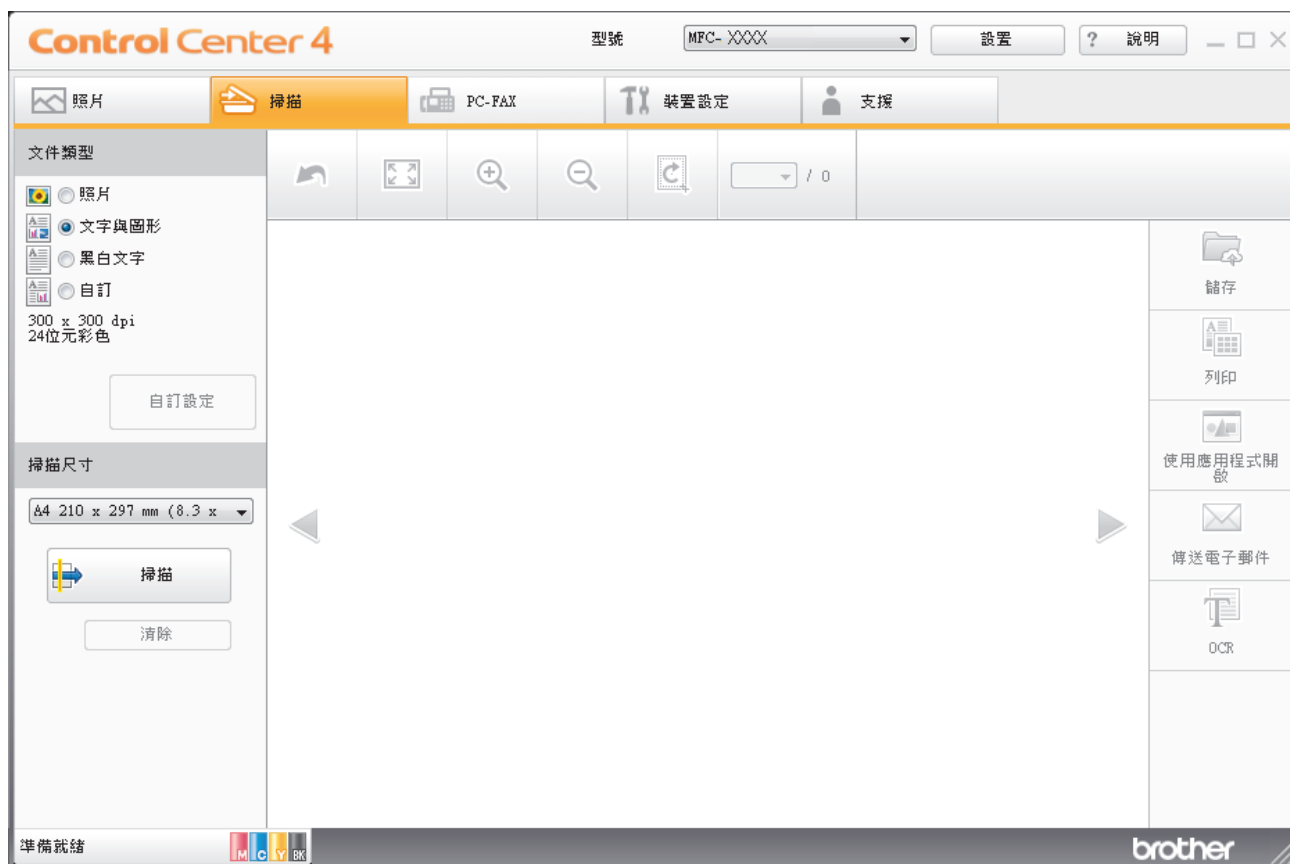 Control Center 4
型號
MFC- XXXX
設置
? 說明
照片
掃描
PC-FAX
裝置設定
支援
文件類型
照片
文字與圖形
黑白文字
自訂
300 x 300 dpi
24位元彩色
自訂設定
/ 0
掃描尺寸
A4 210 x 297 mm (8.3 x
掃描
清除
儲存
列印
使用應用程式開
啟
傳送電子郵件
OCR
準備就緒
M C Y BK
brother